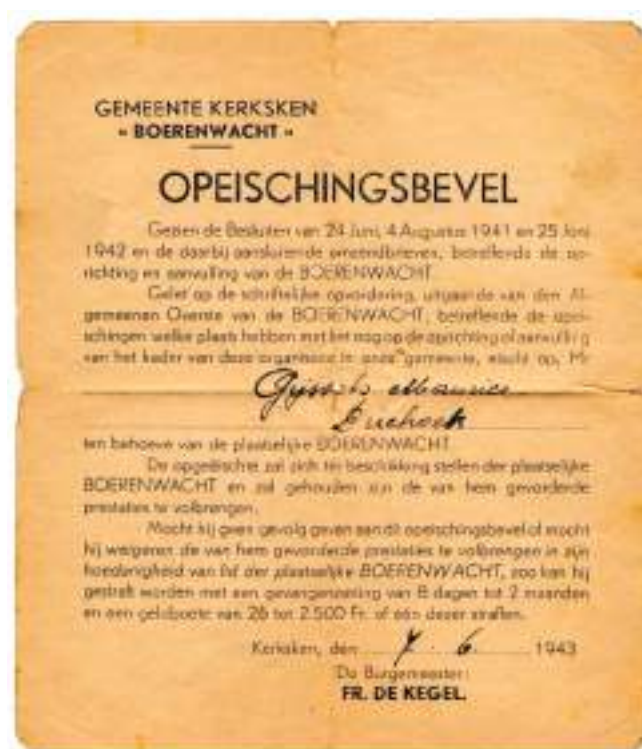 GEMEENTE KERKSKEN
« BOERENWACHT »
OPEISCHINGSBEVEL
Gezien de Besluiten van 24 Juni, 4 Augustus 1941 en 25 Juni
1942 en de daarbij aansluitende omzendbrieven, betreffende de op-
richting en aanvulling van de BOERENWACHT.
Gelet op de schriftelijke opvordering, uitgaande van den Al-
gemeenen Overste van de BOERENWACHT, betreffende de opei-
schingen welke plaats hebben met het oog op de oprichting of aanvulling
van het kader van deze organisatie in onze gemeente, eischt op, Mr
Maurice
ten behoeve van de plaatselijke BOERENWACHT.
De opgeëischte zal zich ter beschikking stellen der plaatselijke
BOERENWACHT en zal gehouden zijn de van hem gevorderde
prestaties te volbrengen.
Mocht hij geen gevolg geven aan dit opeischingsbevel of mocht
hij weigeren de van hem gevorderde prestaties te volbrengen in zijn
hoedanigheid van lid der plaatselijke BOERENWACHT, zoo kan hij
gestraft worden met een gevangenzetting van 8 dagen tot 2 maanden
en een geldboete van 26 tot 2.500 Fr. of één dezer straffen.
Kerksken, den 7. 6. 1943
De Burgemeester:
FR. DE KEGEL.